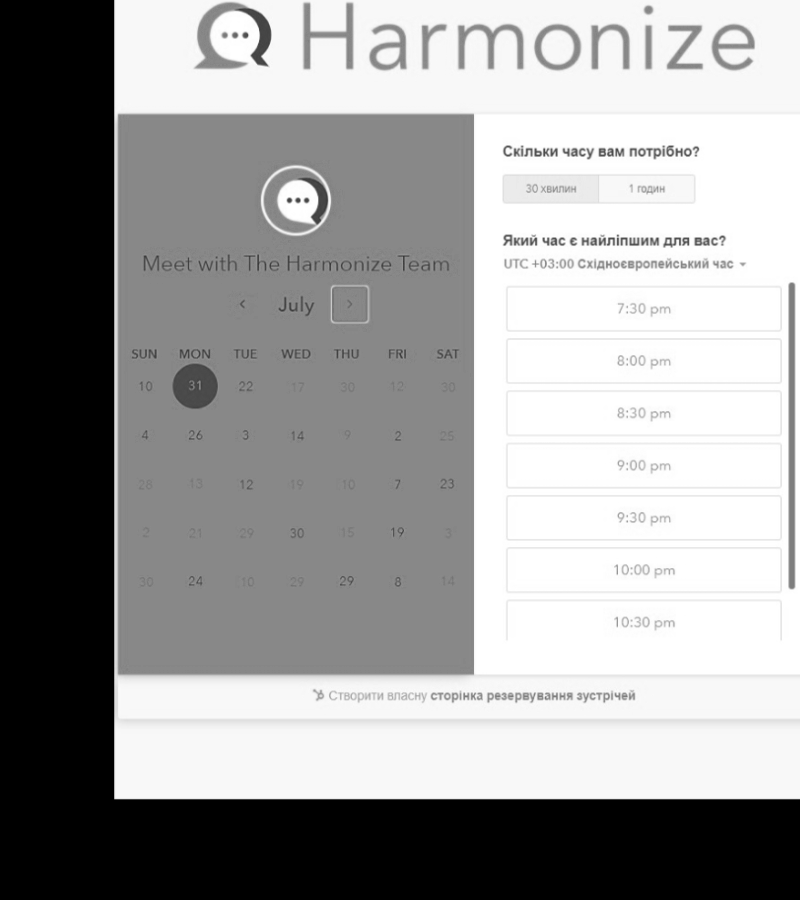 Harmonize
Meet with The Harmonize Team
July
SUN MON TUE WED THU FRI SAT
10 31 22 17 30 12 30
4 26 3 14 9 2 25
28 13 12 19 10 7 23
2 21 29 30 15 19 3
30 24 10 29 29 8 14
Скільки часу вам потрібно?
30 хвилин 1 годин
Який час є найліпшим для вас?
UTC +03:00 Східноєвропейський час
7:30 pm
8:00 pm
8:30 pm
9:00 pm
9:30 pm
10:00 pm
10:30 pm
Створити власну сторінка резервування зустрічей